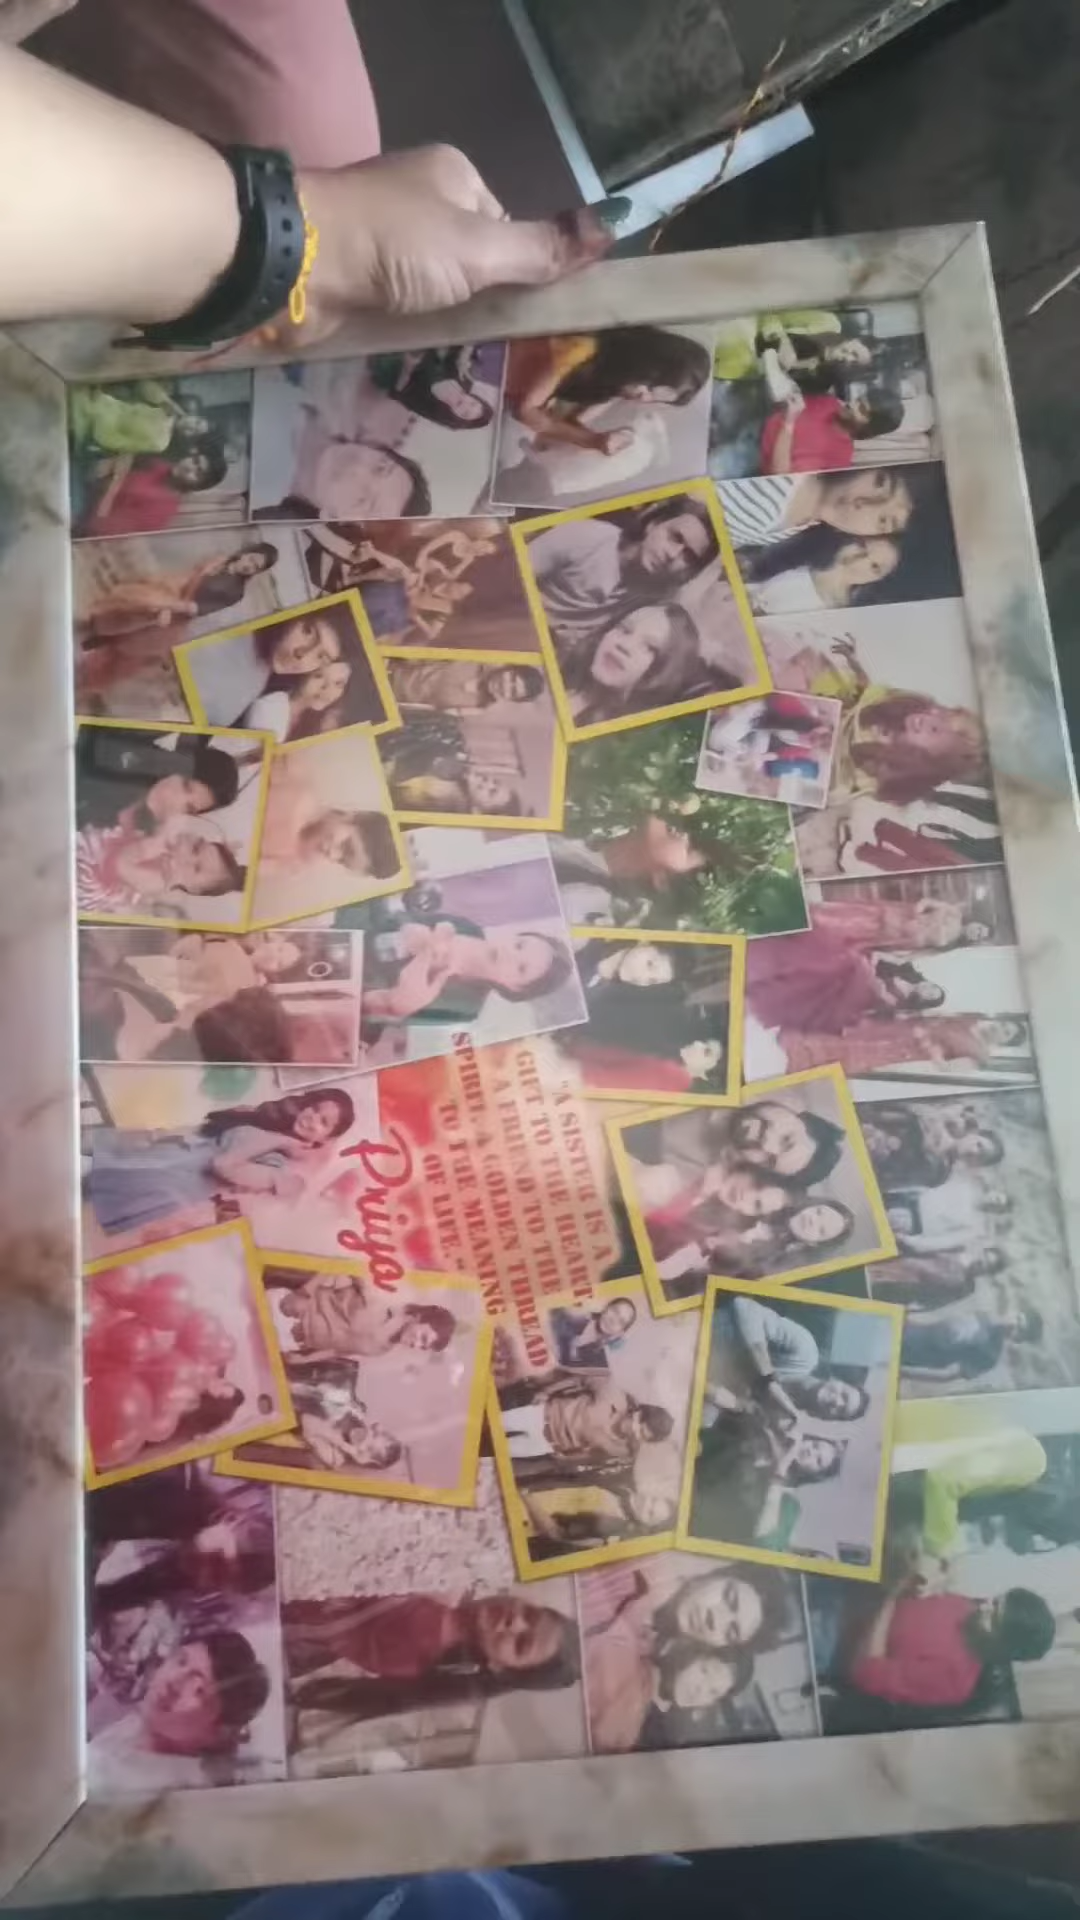 "A SISTER IS A
GIFT TO THE HEART,
A FRIEND TO THE
SPIRIT, A GOLDEN THREAD
TO THE MEANING
OF LIFE."
Priya